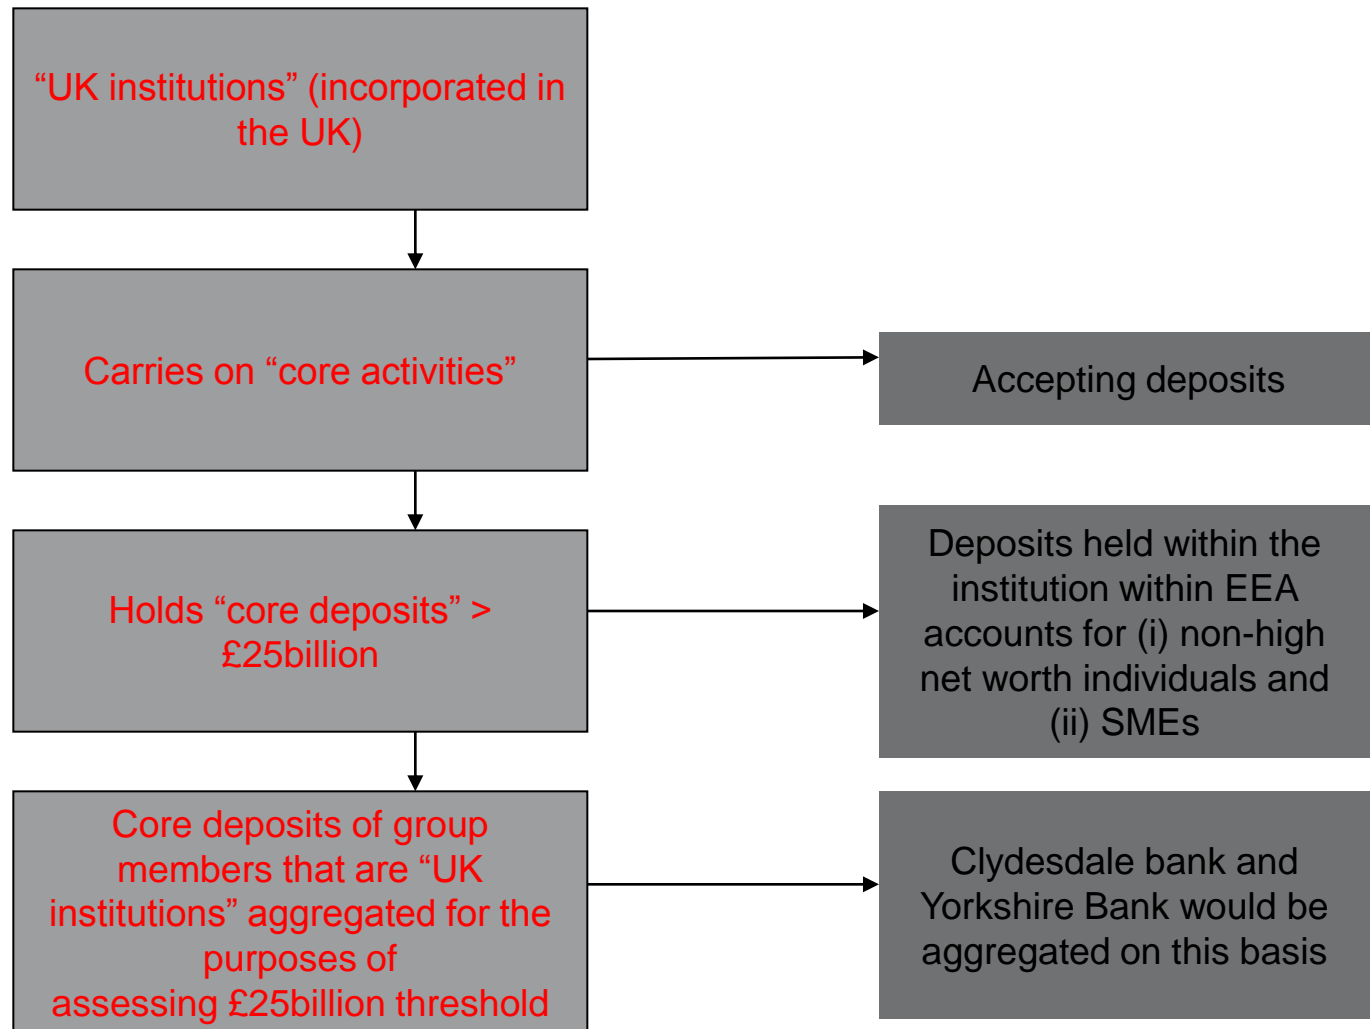 “UK institutions” (incorporated in
the UK)
Carries on “core activities”
Accepting deposits
Holds “core deposits” >
£25billion
Deposits held within the
institution within EEA
accounts for (i) non-high
net worth individuals and
(ii) SMEs
Core deposits of group
members that are “UK
institutions” aggregated for the
purposes of
assessing £25billion threshold
Clydesdale bank and
Yorkshire Bank would be
aggregated on this basis